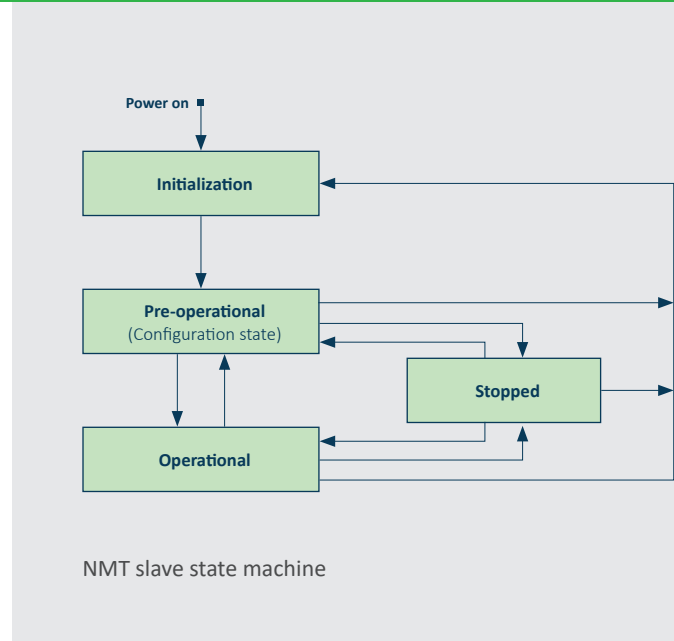 Power on
Initialization
Pre-operational
(Configuration state)
Stopped
Operational
NMT slave state machine